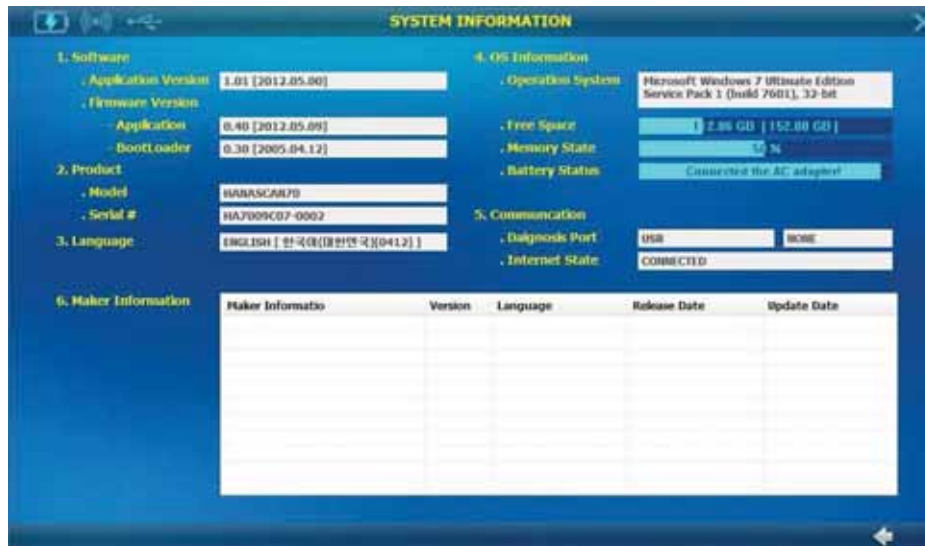 SYSTEM INFORMATION
1. Software
. Application Version 1.01 [2012.05.00]
. Firmware Version
- Application 0.40 [2012.05.09]
- BootLoader 0.30 [2005.04.12]
2. Product
. Model HANASCAN70
. Serial # HA7009C07-0002
3. Language ENGLISH [ 한국어(대한민국)(0412) ]
4. OS Information
. Operation System Microsoft Windows 7 Ultimate Edition
Service Pack 1 (build 7601), 32-bit
. Free Space 2.86 GB [ 152.88 GB ]
. Memory State %
. Battery Status Connected the AC adapter!
5. Communcation
. Daignosis Port USB NONE
. Internet State CONNECTED
6. Maker Information
Maker Informatio Version Language Release Date Update Date